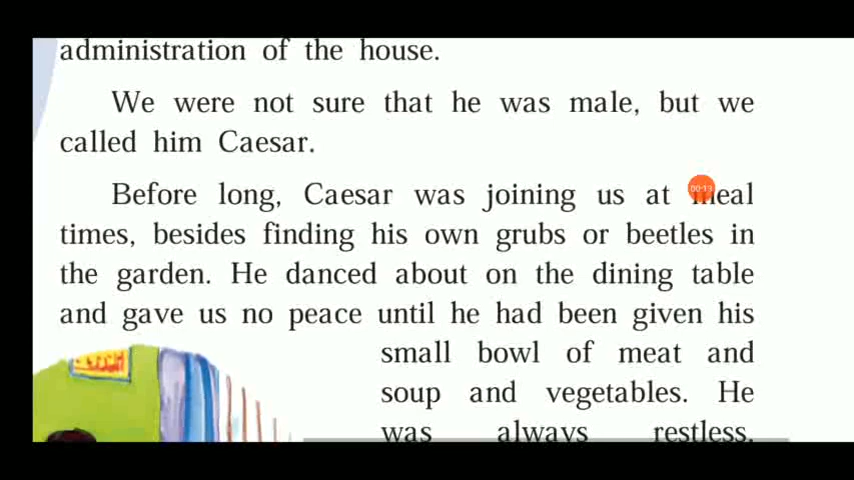 administration of the house.
We were not sure that he was male, but we
called him Caesar.
Before long, Caesar was joining us at meal
times, besides finding his own grubs or beetles in
the garden. He danced about on the dining table
and gave us no peace until he had been given his
small bowl of meat and
soup and vegetables. He
was always restless.
00:13